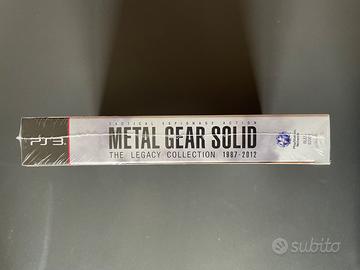 PS3
TACTICAL ESPIONAGE ACTION
METAL GEAR SOLID
THE LEGACY COLLECTION 1987-2012
subito